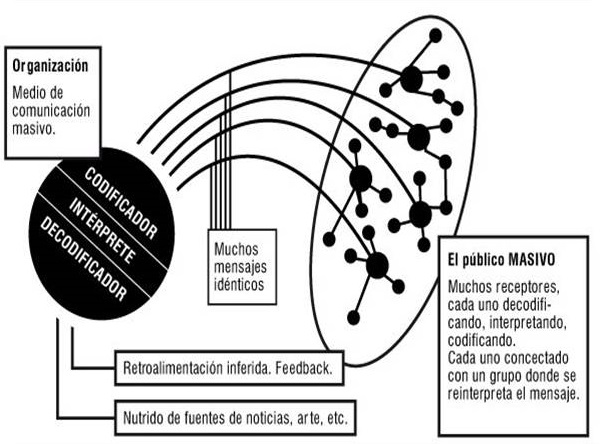 Organización
Medio de
comunicación
masivo.
CODIFICADOR
INTÉRPRETE
DECODIFICADOR
Muchos
mensajes
idénticos
El público MASIVO
Muchos receptores,
cada uno decodifi-
cando, interpretando,
codificando.
Cada uno concectado
con un grupo donde se
reinterpreta el mensaje.
Retroalimentación inferida. Feedback.
Nutrido de fuentes de noticias, arte, etc.